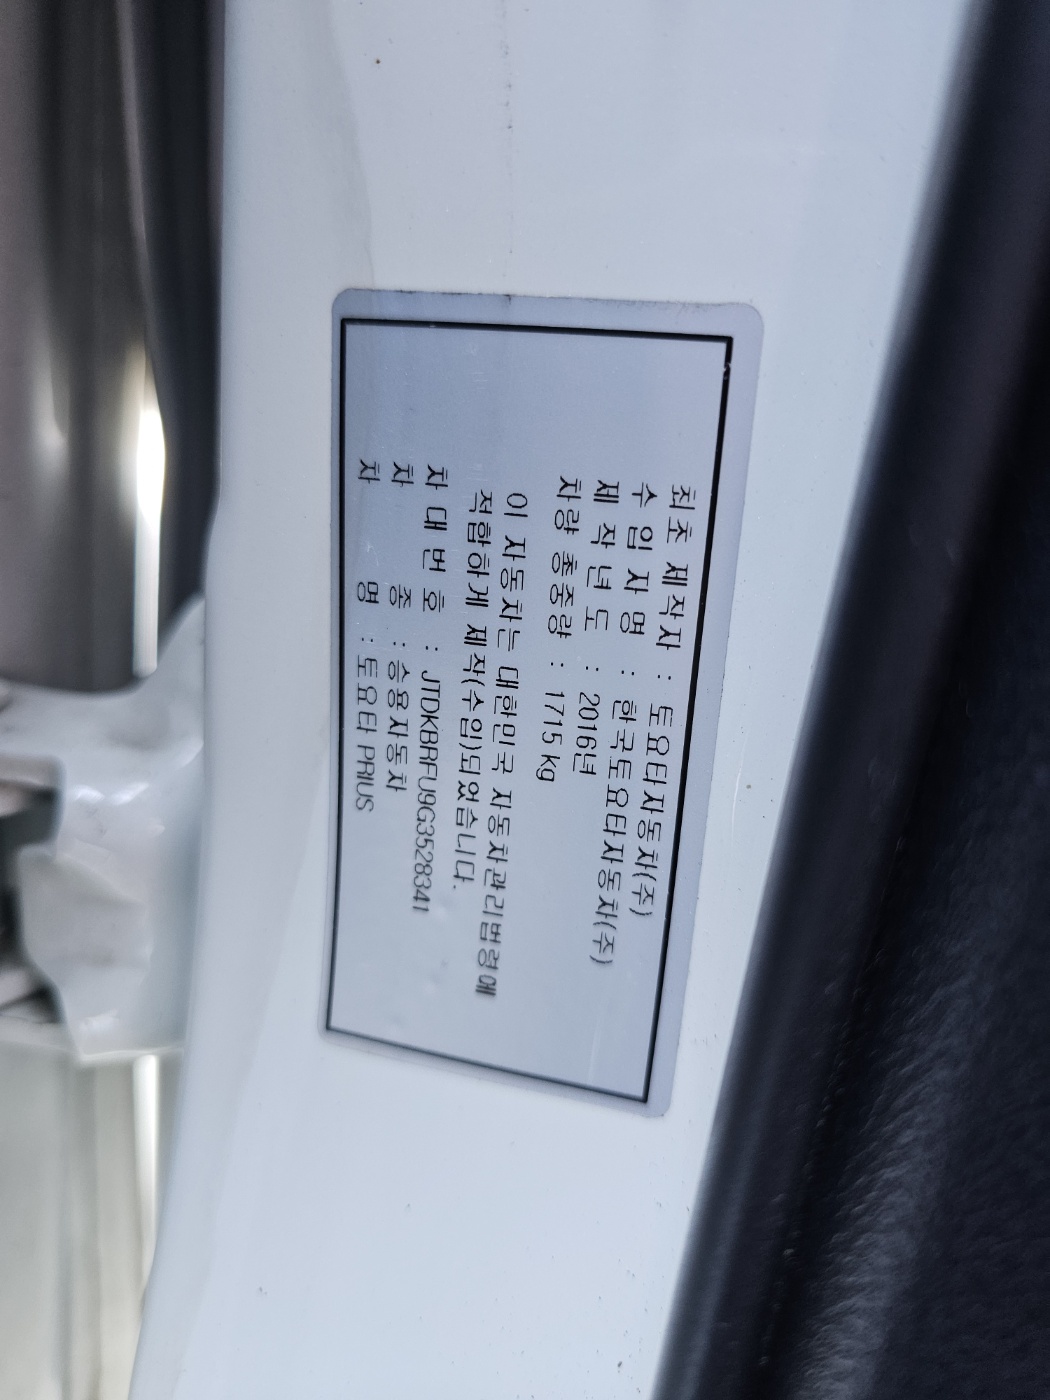 최초 제작자 : 토요타자동차(주)
수 입 자 명 : 한국토요타자동차(주)
제 작 년 도 : 2016년
차량 총중량 : 1715 kg
이 자동차는 대한민국 자동차관리법령에
적합하게 제작(수입)되었습니다.
차 대 번 호 : JTDKBRFU9G3528341
차 종 : 승용자동차
차 명 : 토요타 PRIUS